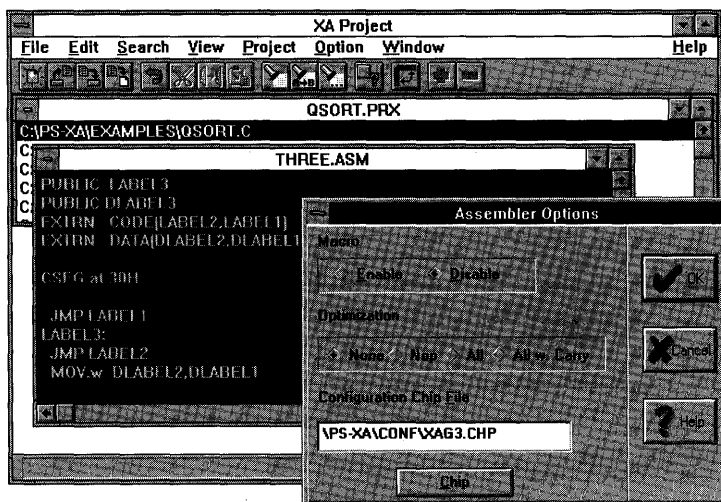 XA Project
File Edit Search View Project Option Window Help
QSORT.PRX
C:\PS-XA\EXAMPLES\QSORT.C
C:
C:
C:
C:
THREE.ASM
PUBLIC LABEL3
PUBLIC DLABEL3
EXTRN CODE(LABEL2,LABEL1)
EXTRN DATA(DLABEL2,DLABEL1
CSEG at 30H
JMP LABEL1
LABEL3:
JMP LABEL2
MOV.w DLABEL2,DLABEL1
Assembler Options
Macro
Enable Disable
Optimization
None Nop All All w. Carry
Configuration Chip File
\PS-XA\CONF\XAG3.CHP
Chip
OK
Cancel
Help